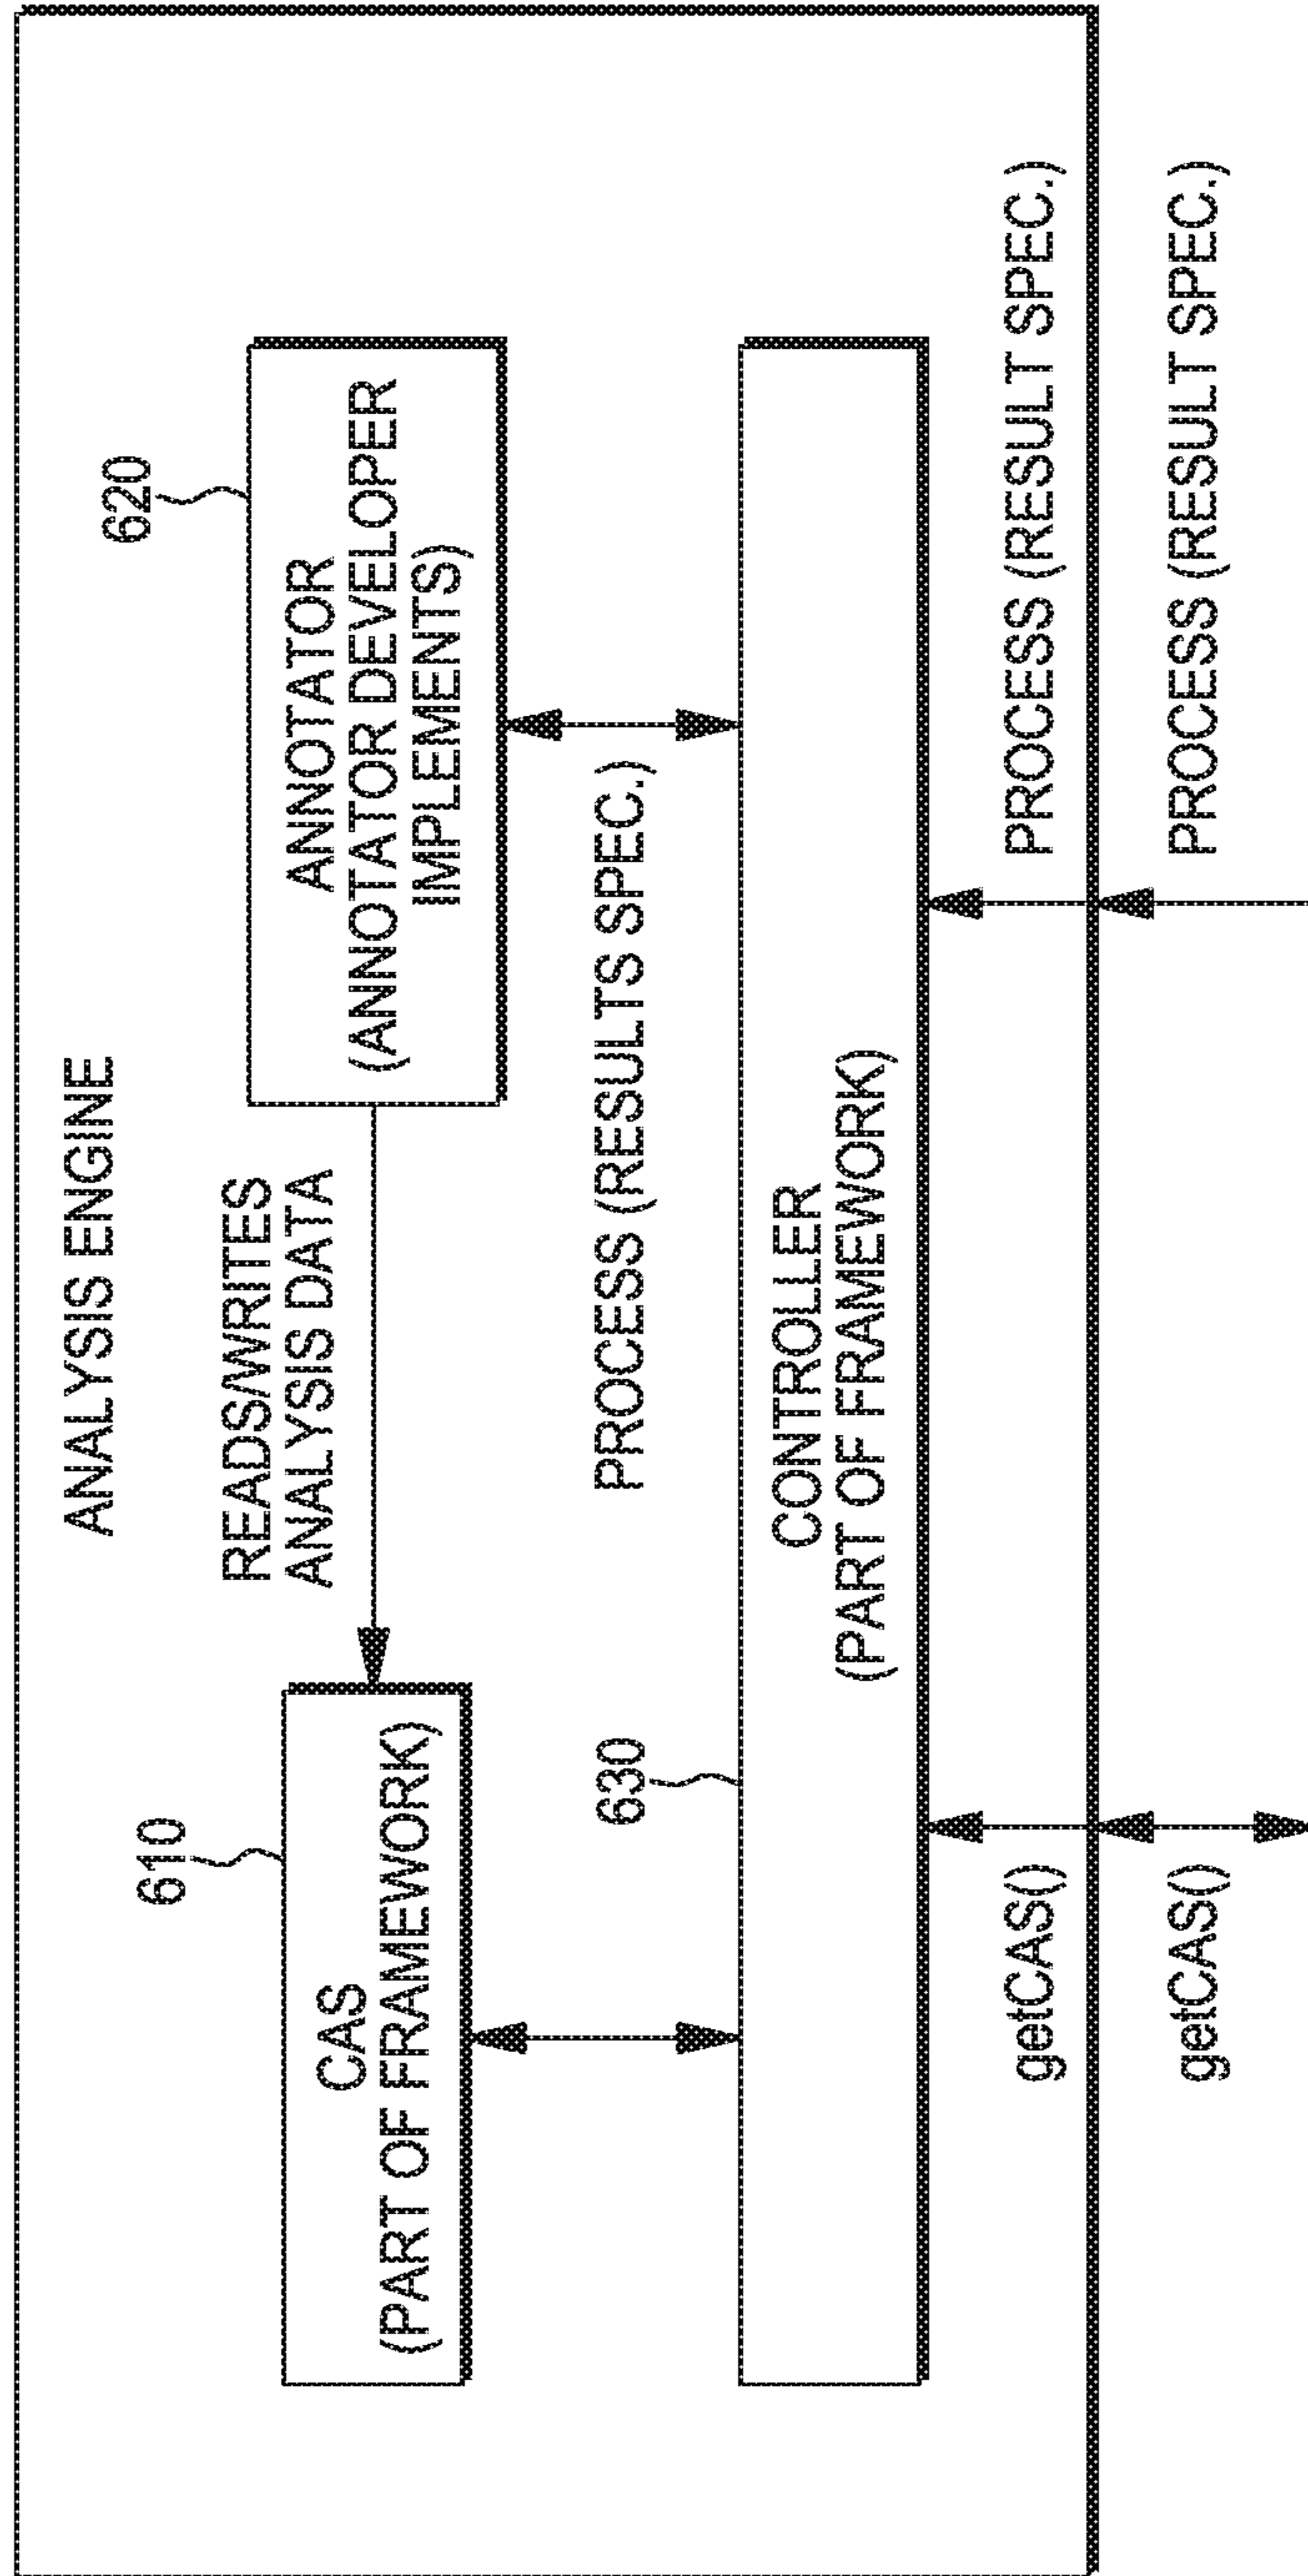 ANALYSIS ENGINE
610
CAS
(PART OF FRAMEWORK)
READS/WRITES
ANALYSIS DATA
620
ANNOTATOR
(ANNOTATOR DEVELOPER
IMPLEMENTS)
630
PROCESS (RESULTS SPEC.)
CONTROLLER
(PART OF FRAMEWORK)
getCAS()
PROCESS (RESULT SPEC.)
getCAS()
PROCESS (RESULT SPEC.)